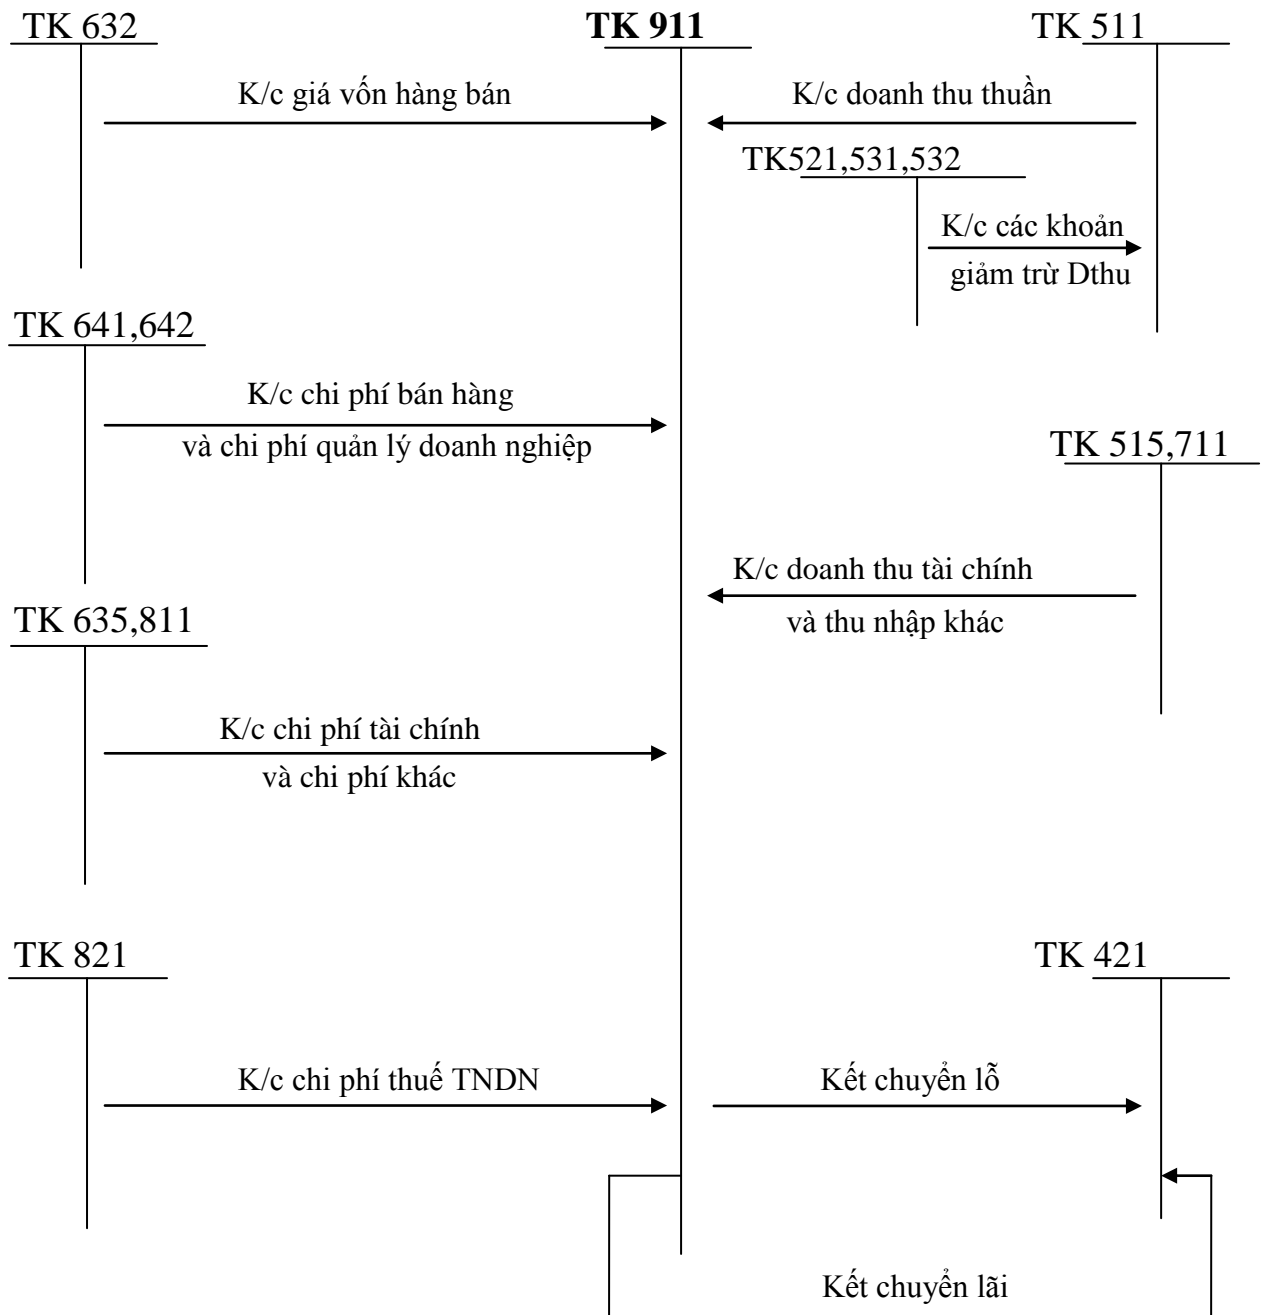 TK 632
TK 911
TK 511
K/c giá vốn hàng bán
K/c doanh thu thuần
TK521,531,532
K/c các khoản
giảm trừ Dthu
TK 641,642
K/c chi phí bán hàng
và chi phí quản lý doanh nghiệp
TK 515,711
K/c doanh thu tài chính
và thu nhập khác
TK 635,811
K/c chi phí tài chính
và chi phí khác
TK 821
TK 421
K/c chi phí thuế TNDN
Kết chuyển lỗ
Kết chuyển lãi